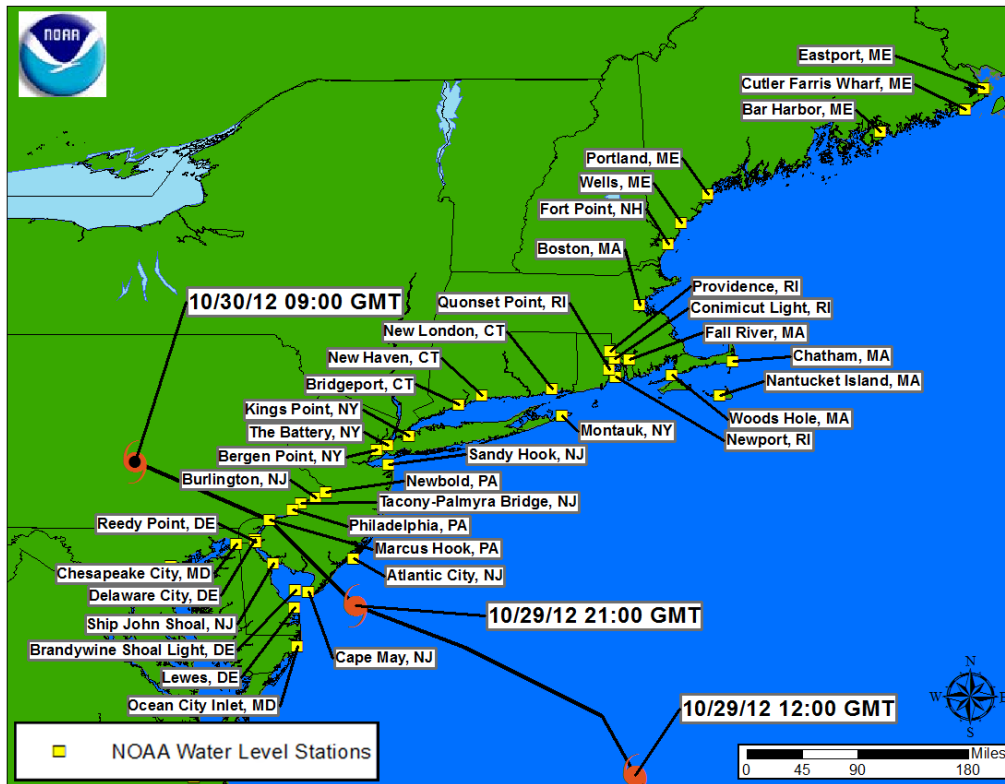 NOAA
Eastport, ME
Cutler Farris Wharf, ME
Bar Harbor, ME
Portland, ME
Wells, ME
Fort Point, NH
Boston, MA
Providence, RI
10/30/12 09:00 GMT
Quonset Point, RI
Conimicut Light, RI
New London, CT
Fall River, MA
New Haven, CT
Chatham, MA
Bridgeport, CT
Nantucket Island, MA
Kings Point, NY
Woods Hole, MA
The Battery, NY
Montauk, NY
Newport, RI
Bergen Point, NY
Sandy Hook, NJ
Burlington, NJ
Newbold, PA
Tacony-Palmyra Bridge, NJ
Reedy Point, DE
Philadelphia, PA
Marcus Hook, PA
Chesapeake City, MD
Atlantic City, NJ
Delaware City, DE
10/29/12 21:00 GMT
Ship John Shoal, NJ
Brandywine Shoal Light, DE
Cape May, NJ
Lewes, DE
Ocean City Inlet, MD
10/29/12 12:00 GMT
N
W E
S
NOAA Water Level Stations
Miles
0 45 90 180